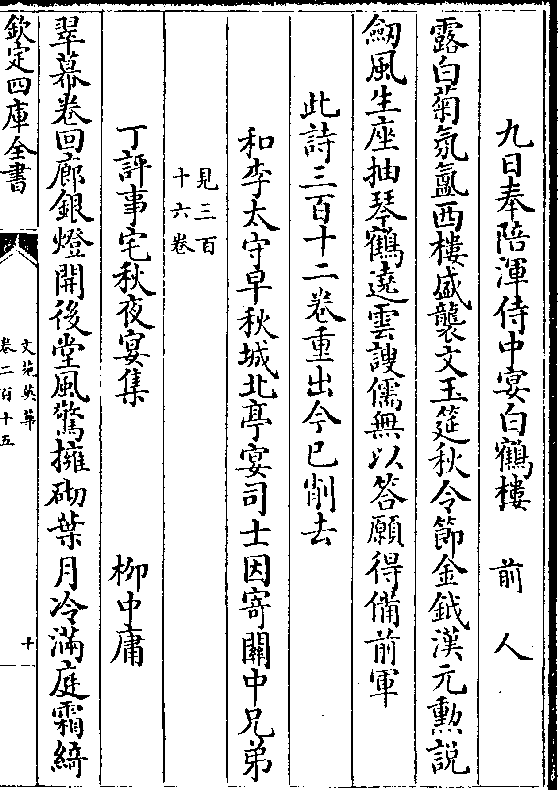 九日奉陪渾侍中宴白鶴樓　前人
露白菊氛氲西樓盛襲文玉筵秋令節金鉞漢元勲説
劒風生座抽琴鶴遶雲謏儒無以答願得備前軍
此詩三百十二卷重出今已削去
和李太守卓秋城北亭宴司士因寄關中兄弟
見三百
十六卷
丁評事宅秋夜宴集　柳中庸
翠幕卷回廊銀燈開後堂風驚擁砌葉月冷滿庭霜綺
欽定四庫全書
文苑英華
卷二百十五
十